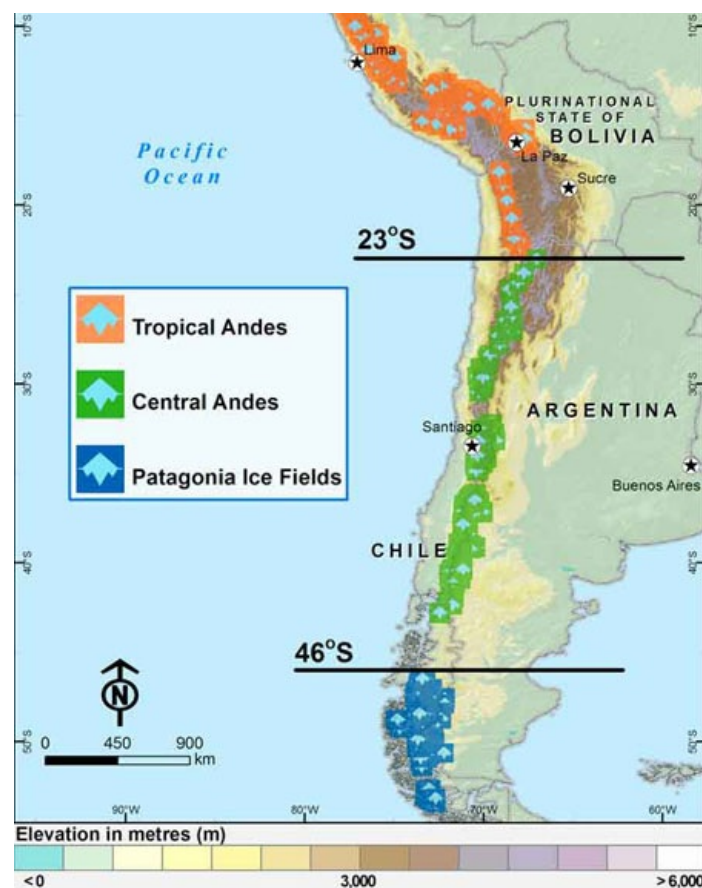 10°S
Lima
PLURINATIONAL
STATE OF
BOLIVIA
Pacific
Ocean
La Paz
Sucre
20°S
20°S
23°S
Tropical Andes
Central Andes
Patagonia Ice Fields
30°S
30°S
ARGENTINA
Santiago
Buenos Aires
CHILE
40°S
40°S
46°S
N
0 450 900
km
50°S
50°S
90°W 80°W 70°W 60°W
Elevation in metres (m)
< 0 3,000 > 6,000